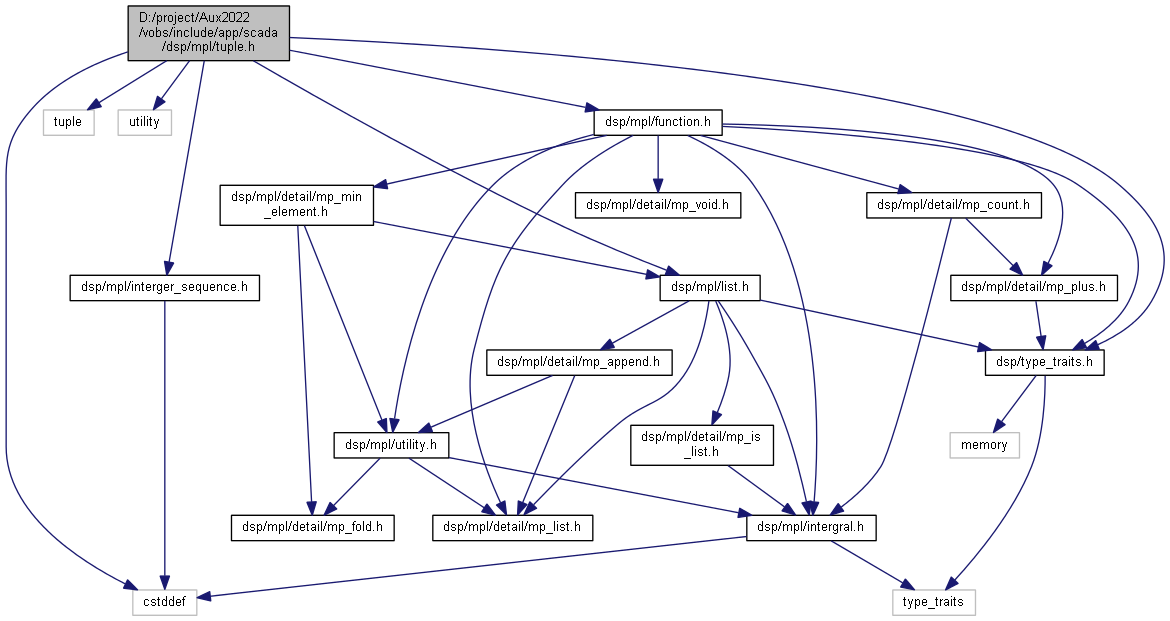 D:/project/Aux2022
/vobs/include/app/scada
/dsp/mpl/tuple.h
tuple
utility
dsp/mpl/function.h
dsp/mpl/detail/mp_min
_element.h
dsp/mpl/detail/mp_void.h
dsp/mpl/detail/mp_count.h
dsp/mpl/interger_sequence.h
dsp/mpl/list.h
dsp/mpl/detail/mp_plus.h
dsp/mpl/detail/mp_append.h
dsp/type_traits.h
dsp/mpl/utility.h
dsp/mpl/detail/mp_is
_list.h
memory
dsp/mpl/detail/mp_fold.h
dsp/mpl/detail/mp_list.h
dsp/mpl/intergral.h
cstddef
type_traits